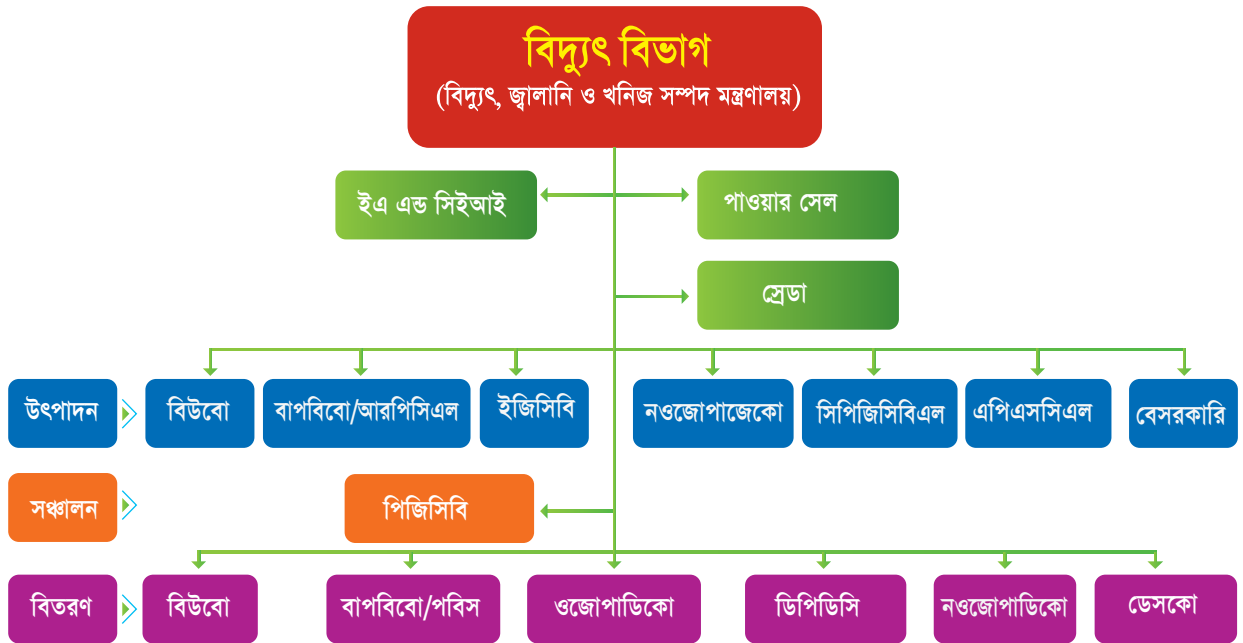 বিদ্যুৎ বিভাগ
(বিদ্যুৎ, জ্বালানি ও খনিজ সম্পদ মন্ত্রণালয়)
ইএ এন্ড সিইআই
পাওয়ার সেল
স্রেডা
উৎপাদন
বিউবো
বাপবিবো/আরপিসিএল
ইজিসিবি
নওজোপাজেকো
সিপিজিসিবিএল
এপিএসসিএল
বেসরকারি
সঞ্চালন
পিজিসিবি
বিতরণ
বিউবো
বাপবিবো/পবিস
ওজোপাডিকো
ডিপিডিসি
নওজোপাডিকো
ডেসকো